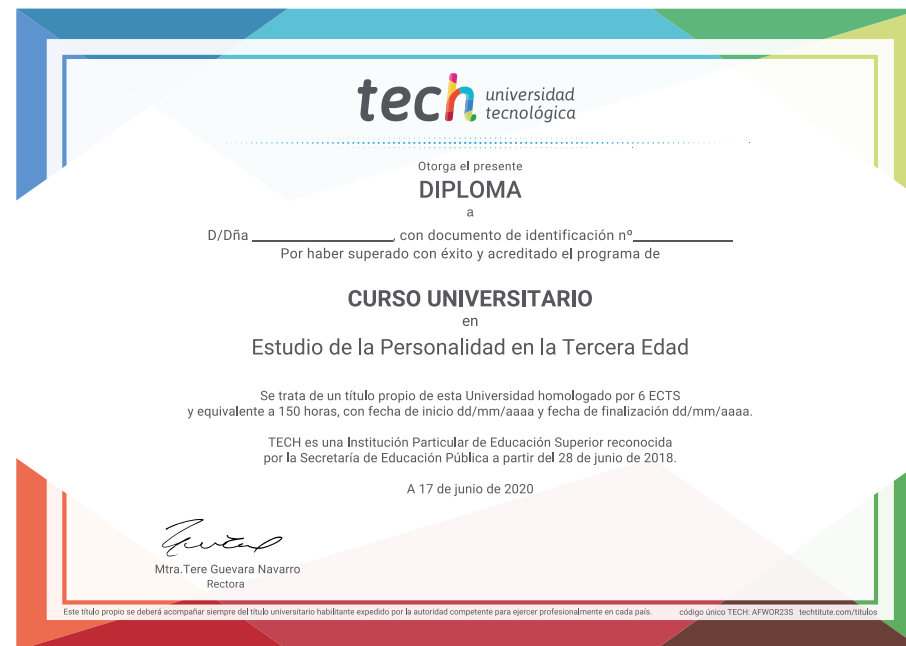 tech universidad
tecnológica
Otorga el presente
DIPLOMA
a
D/Dña ____________________, con documento de identificación nº______________
Por haber superado con éxito y acreditado el programa de
CURSO UNIVERSITARIO
en
Estudio de la Personalidad en la Tercera Edad
Se trata de un título propio de esta Universidad homologado por 6 ECTS
y equivalente a 150 horas, con fecha de inicio dd/mm/aaaa y fecha de finalización dd/mm/aaaa.
TECH es una Institución Particular de Educación Superior reconocida
por la Secretaría de Educación Pública a partir del 28 de junio de 2018.
A 17 de junio de 2020
Mtra.Tere Guevara Navarro
Rectora
Este título propio se deberá acompañar siempre del título universitario habilitante expedido por la autoridad competente para ejercer profesionalmente en cada país. código único TECH: AFWOR23S techtitute.com/titulos